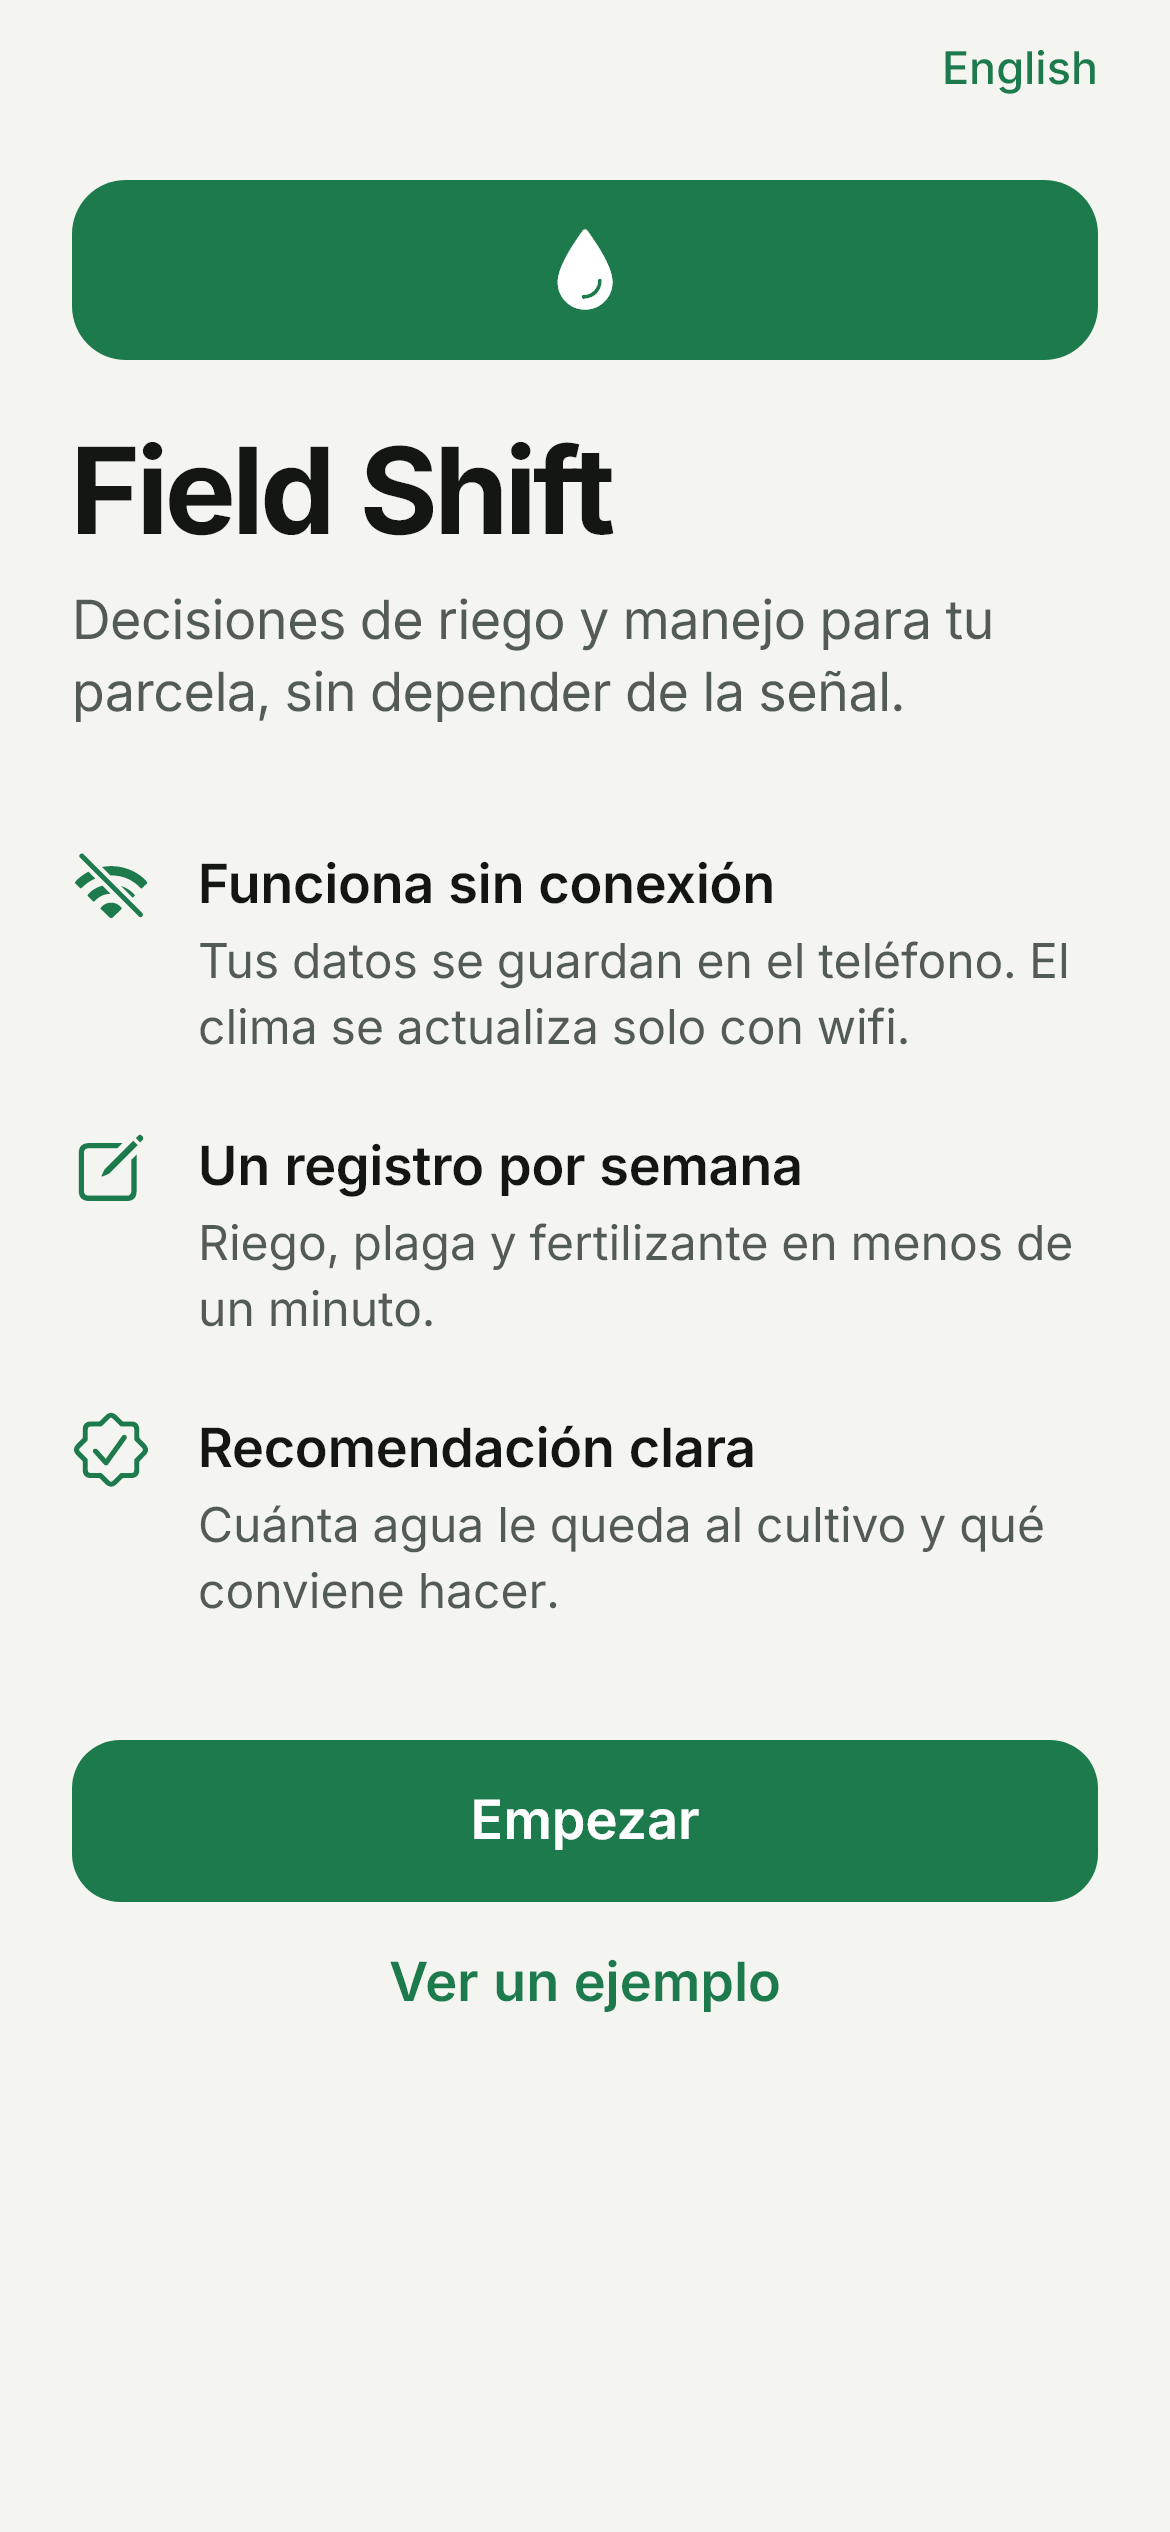 English
Field Shift
Decisiones de riego y manejo para tu
parcela, sin depender de la señal.
Funciona sin conexión
Tus datos se guardan en el teléfono. El
clima se actualiza solo con wifi.
Un registro por semana
Riego, plaga y fertilizante en menos de
un minuto.
Recomendación clara
Cuánta agua le queda al cultivo y qué
conviene hacer.
Empezar
Ver un ejemplo